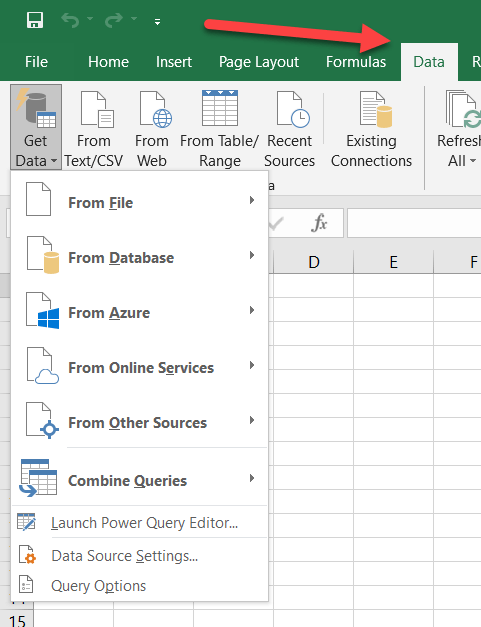 File Home Insert Page Layout Formulas Data R
Get Data From Text/CSV From Web From Table/ Range Recent Sources Existing Connections Refresh All
a
From File
fx
From Database
D E F
From Azure
From Online Services
From Other Sources
Combine Queries
Launch Power Query Editor...
Data Source Settings...
Query Options
15